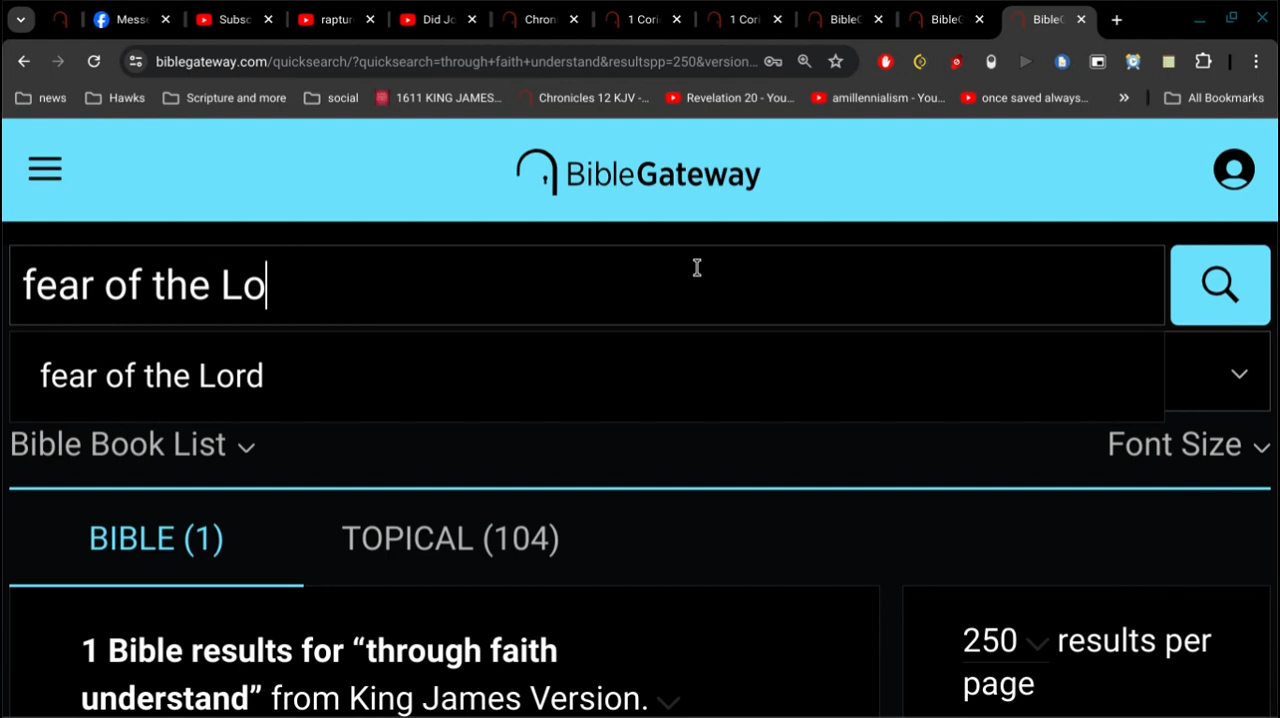 Messe
Subsc
rapture
Did Jo
Chron
1 Cori
1 Cori
BibleG
BibleG
BibleG
biblegateway.com/quicksearch/?quicksearch=through+faith+understand&resultspp=250&version...
news
Hawks
Scripture and more
social
1611 KING JAMES...
Chronicles 12 KJV -...
Revelation 20 - You...
amillennialism - You...
once saved always...
All Bookmarks
BibleGateway
fear of the Lo
fear of the Lord
Bible Book List
Font Size
BIBLE (1)
TOPICAL (104)
1 Bible results for “through faith
understand” from King James Version.
250 results per
page